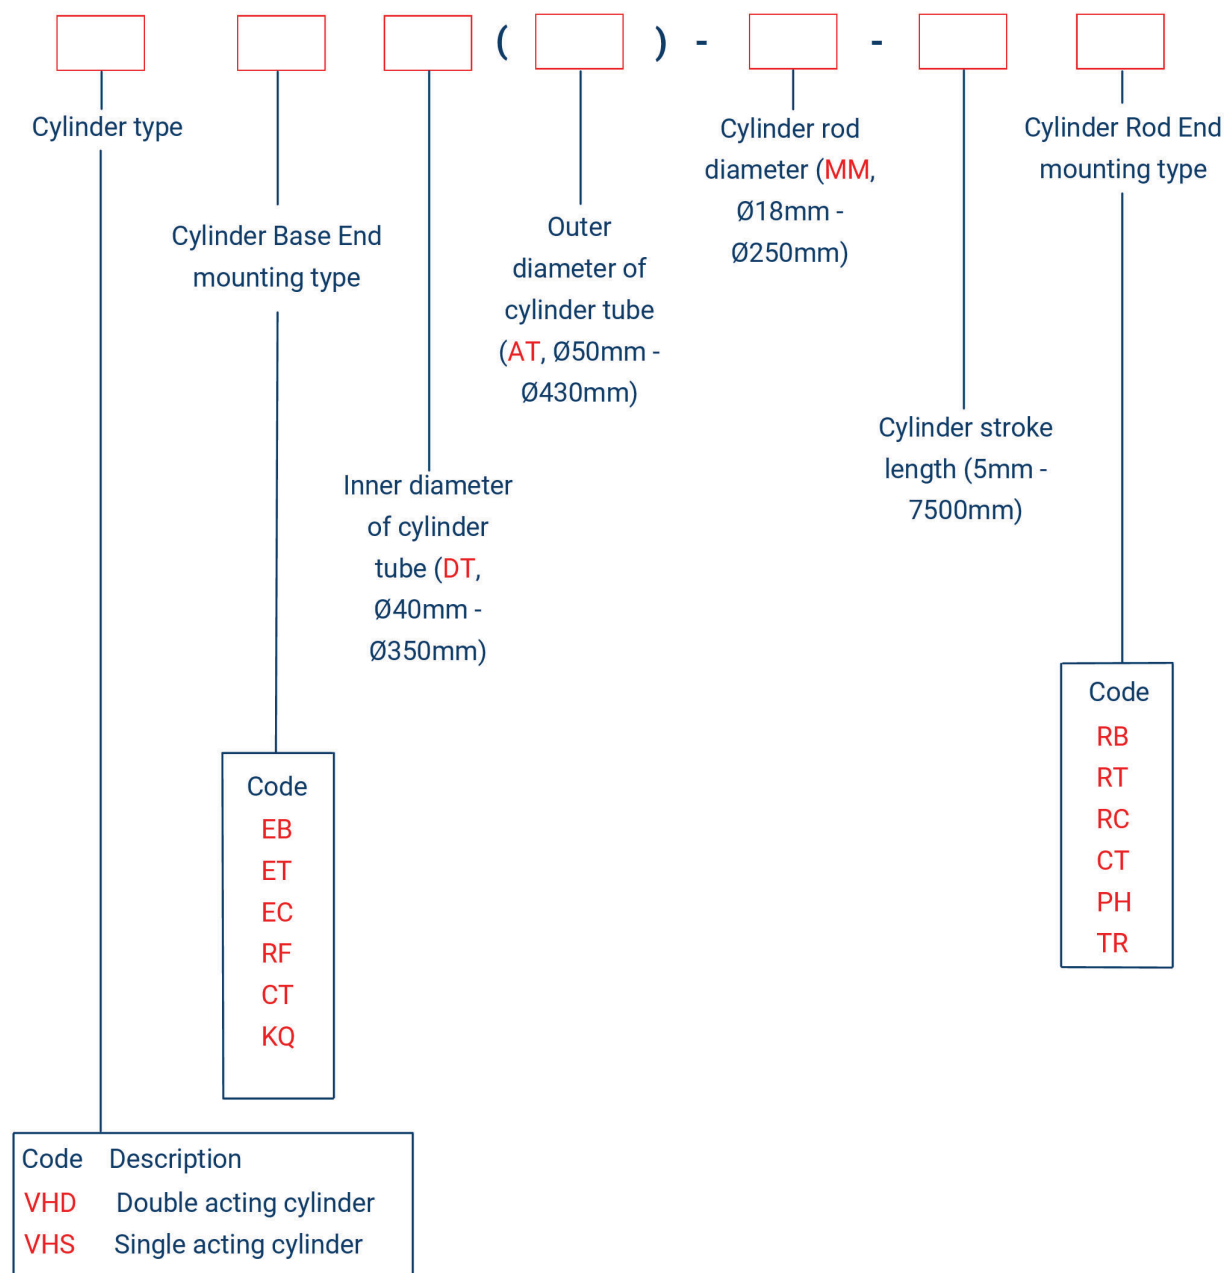 ( ) - -
Cylinder type
Cylinder Base End
mounting type
Inner diameter
of cylinder
tube (DT,
Ø40mm -
Ø350mm)
Outer
diameter of
cylinder tube
(AT, Ø50mm -
Ø430mm)
Cylinder rod
diameter (MM,
Ø18mm -
Ø250mm)
Cylinder stroke
length (5mm -
7500mm)
Cylinder Rod End
mounting type
Code
RB
RT
RC
CT
PH
TR
Code
EB
ET
EC
RF
CT
KQ
Code Description
VHD Double acting cylinder
VHS Single acting cylinder